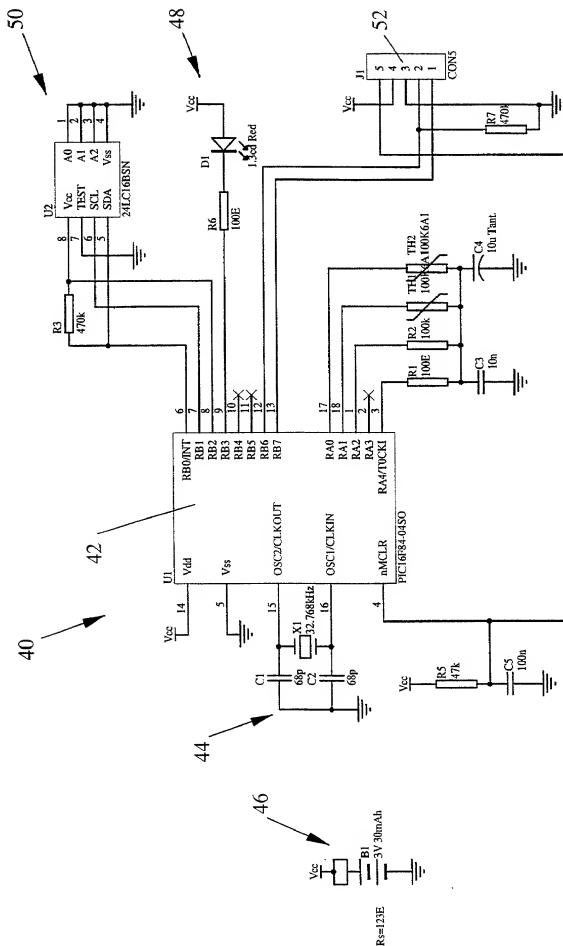 50
48
52
U2
1
2
3
4
A0
A1
A2
Vss
Vcc
TEST
SCL
SDA
24LC16BSN
8
7
6
5
Vcc
D1
1.5cd Red
R6
100E
R3
470k
J1
5
4
3
2
1
CON5
Vcc
R7
470k
40
42
U1
Vdd
Vss
OSC2/CLKOUT
OSC1/CLKIN
nMCLR
PIC16F84-04SO
RB0/INT
RB1
RB2
RB3
RB4
RB5
RB6
RB7
RA0
RA1
RA2
RA3
RA4/T0CKI
6
7
8
9
10
11
12
13
17
18
1
2
3
Vcc
14
5
15
16
4
TH2
100K6A1
TH1
R2
100k
R1
100E
C4
10u Tant.
C3
10n
44
X1
32.768kHz
C1
68p
C2
68p
Vcc
R5
47k
C5
100n
46
Vcc
B1
3V 30mAh
Rs=123E